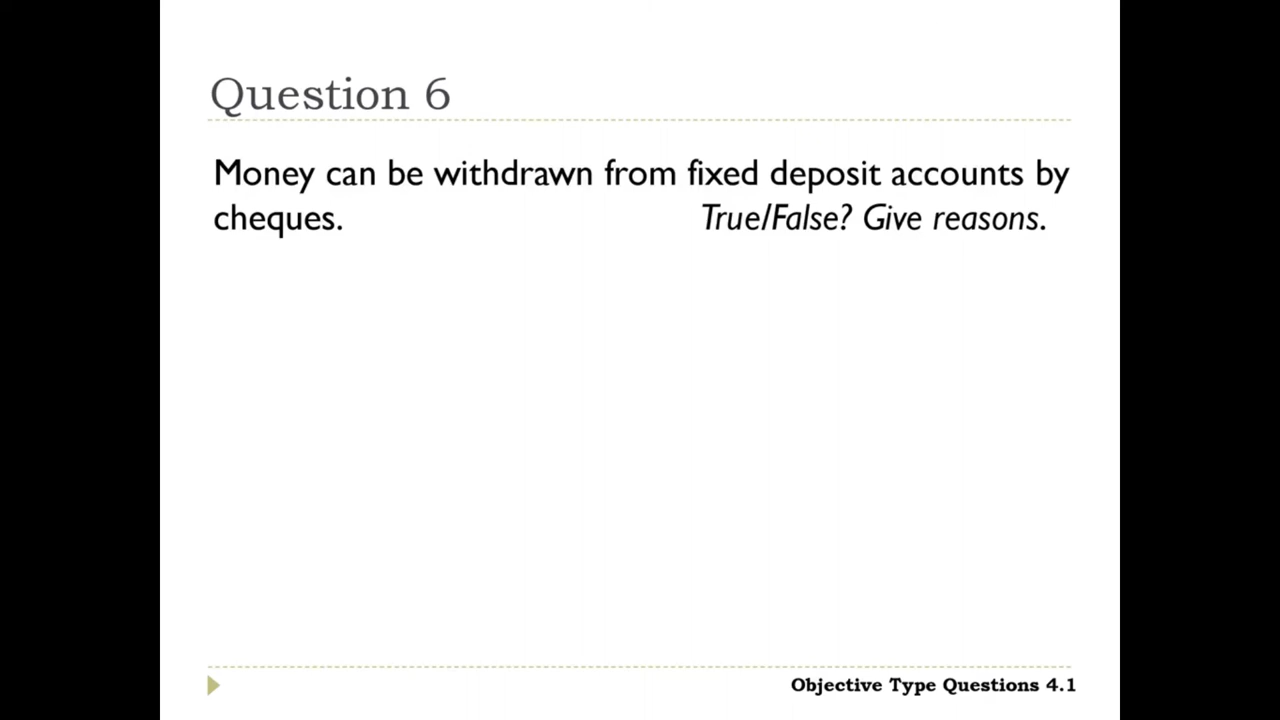 Question 6
Money can be withdrawn from fixed deposit accounts by
cheques. True/False? Give reasons.
Objective Type Questions 4.1